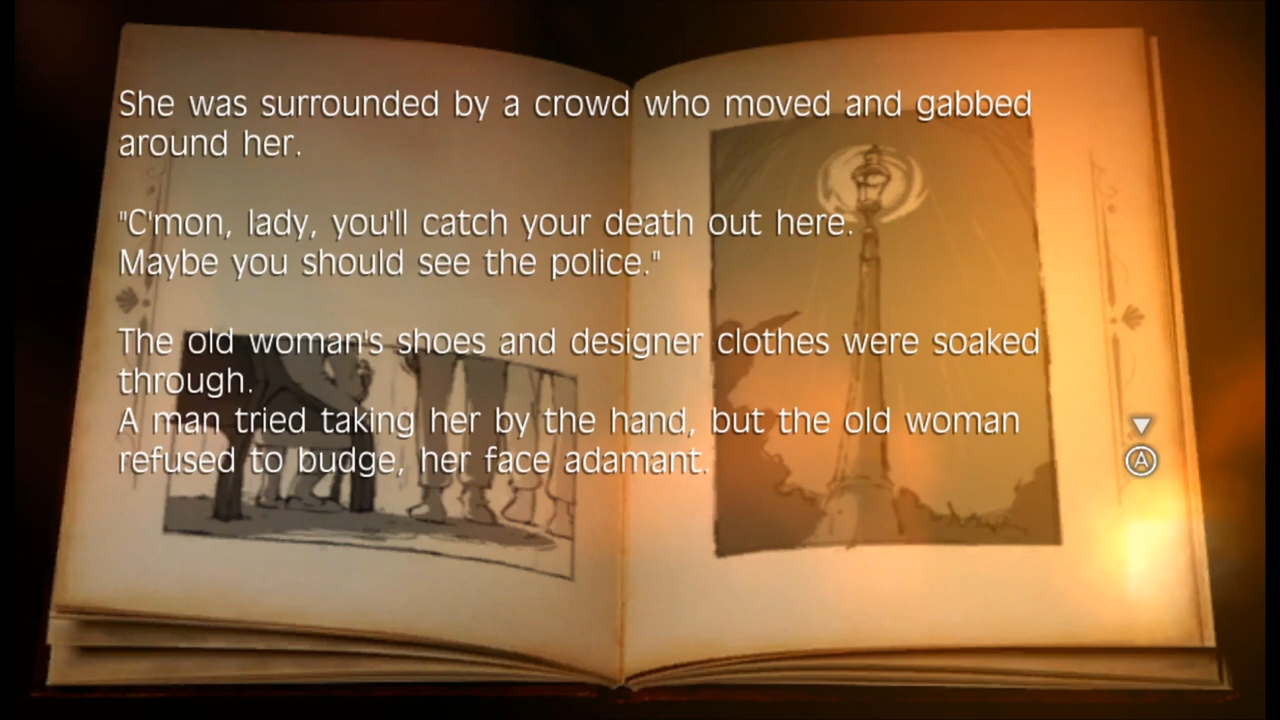 She was surrounded by a crowd who moved and gabbed
around her.
"C'mon, lady, you'll catch your death out here.
Maybe you should see the police."
The old woman's shoes and designer clothes were soaked
through.
A man tried taking her by the hand, but the old woman
refused to budge, her face adamant.
A